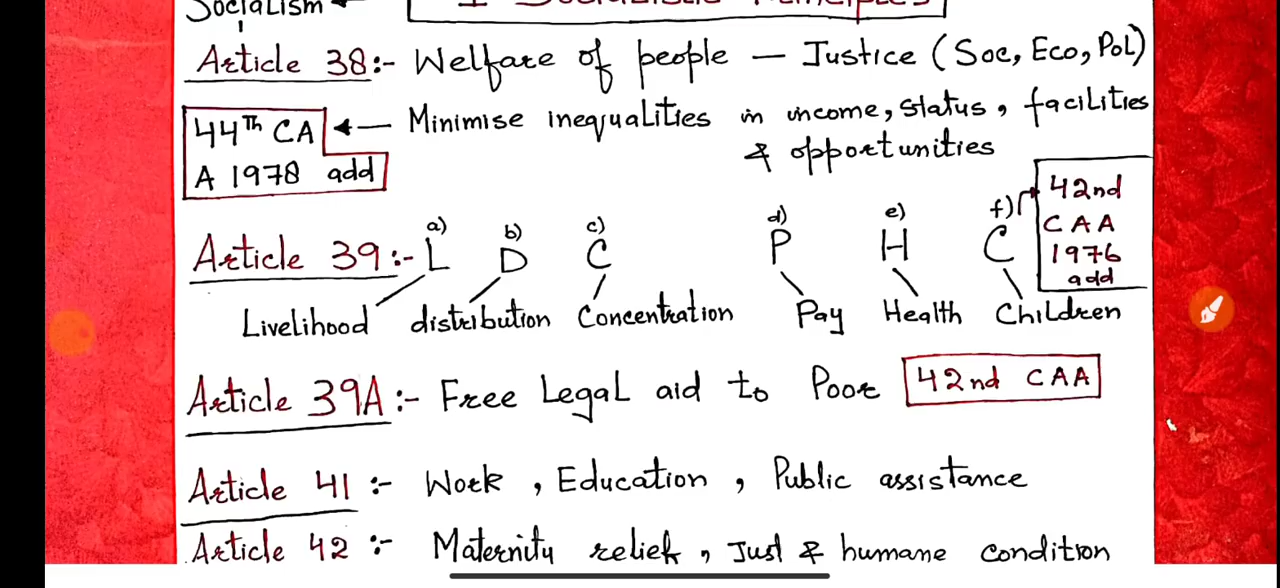 Socialism
I Socialistic Principles
Article 38:- Welfare of people — Justice (Soc, Eco, Pol)
44TH CA
A 1978 add
Minimise inequalities in income, status, facilities
& opportunities
42nd
CAA
1976
add
Article 39:- a) L b) D c) C d) P e) H f) C
Livelihood distribution Concentration Pay Health Children
Article 39A:- Free Legal aid to Poor 42nd CAA
Article 41 :- Work, Education, Public assistance
Article 42 :- Maternity relief, Just & humane condition